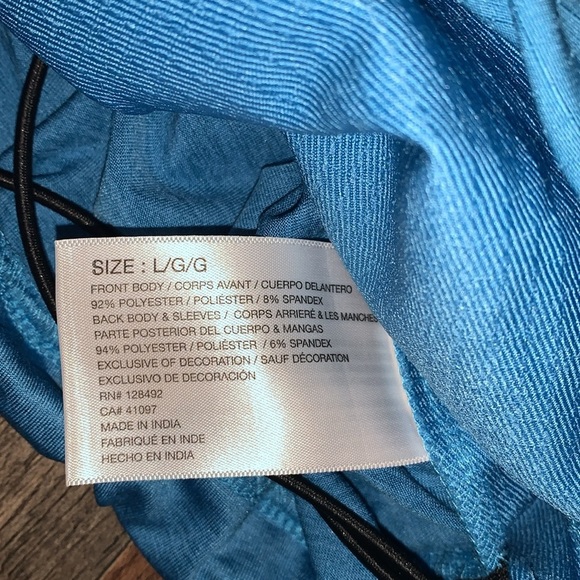 SIZE : L/G/G
FRONT BODY / CORPS AVANT / CUERPO DELANTERO
92% POLYESTER / POLIÉSTER / 8% SPANDEX
BACK BODY & SLEEVES / CORPS ARRIERÉ & LES MANCHES
PARTE POSTERIOR DEL CUERPO & MANGAS
94% POLYESTER / POLIÉSTER / 6% SPANDEX
EXCLUSIVE OF DECORATION / SAUF DÉCORATION
EXCLUSIVO DE DECORACIÓN
RN# 128492
CA# 41097
MADE IN INDIA
FABRIQUÉ EN INDE
HECHO EN INDIA